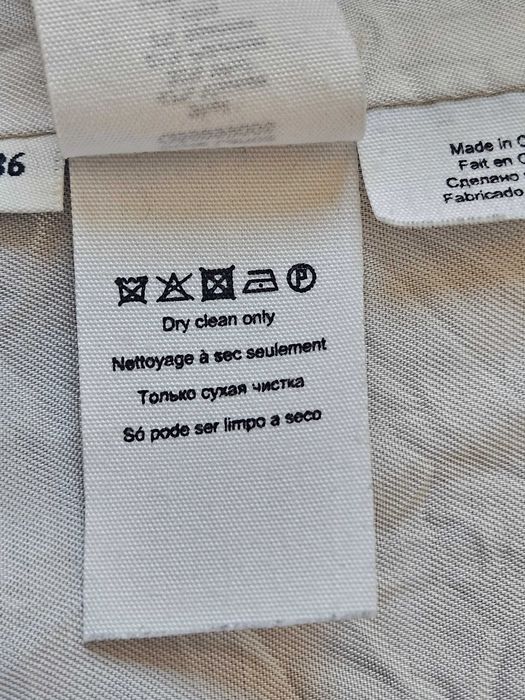 36
Made in
Fait en
Сделано
Fabricado
Dry clean only
Nettoyage à sec seulement
Только сухая чистка
Só pode ser limpo a seco